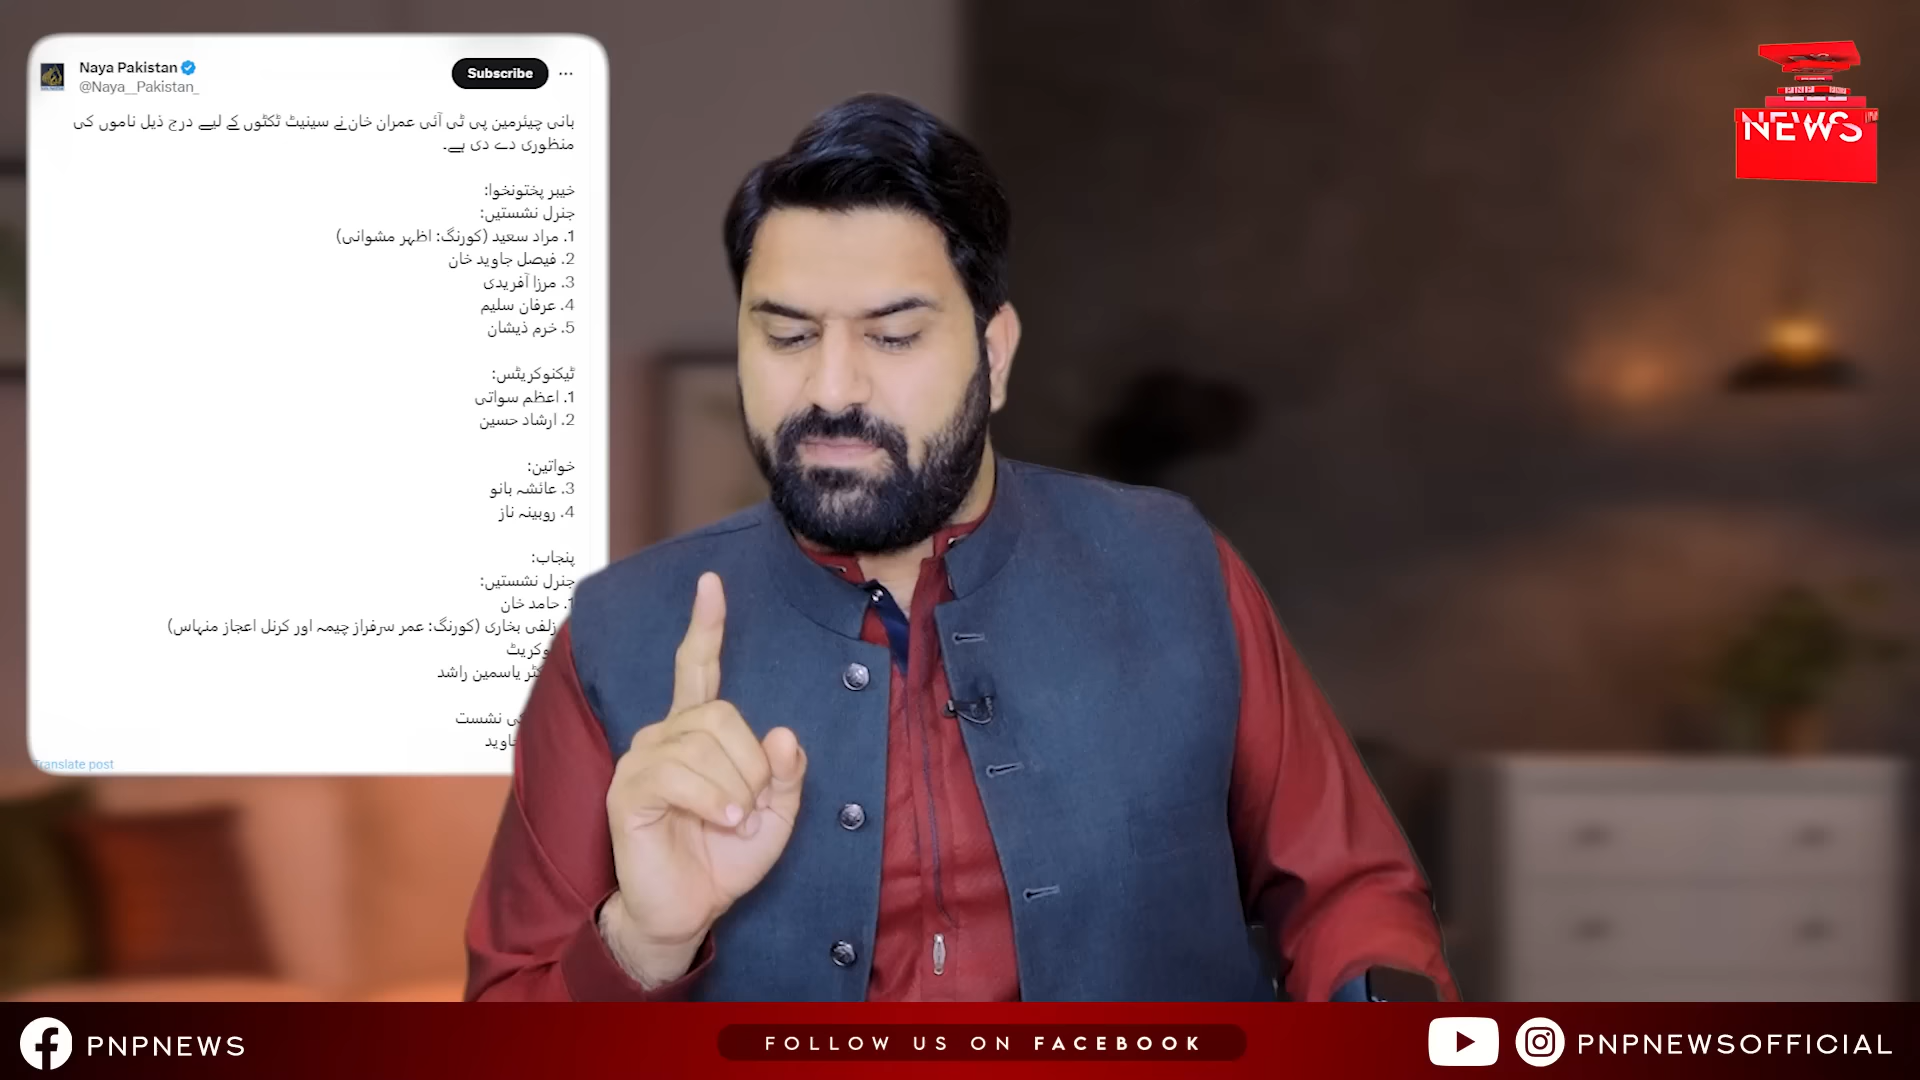 Naya Pakistan
@Naya__Pakistan_
Subscribe
بانی چیئرمین پی ٹی آئی عمران خان نے سینیٹ ٹکٹوں کے لیے درج ذیل ناموں کی
منظوری دے دی ہے۔
خیبر پختونخوا:
جنرل نشستیں:
1. مراد سعید (کورنگ: اظہر مشوانی)
2. فیصل جاوید خان
3. مرزا آفریدی
4. عرفان سلیم
5. خرم ذیشان
ٹیکنوکریٹس:
1. اعظم سواتی
2. ارشاد حسین
خواتین:
3. عائشہ بانو
4. روبینہ ناز
پنجاب:
جنرل نشستیں:
1. حامد خان
زلفی بخاری (کورنگ: عمر سرفراز چیمہ اور کرنل اعجاز منہاس)
یاسمین راشد
نشست
Translate post
NEWS
PNPNEWS
FOLLOW US ON FACEBOOK
PNPNEWSOFFICIAL